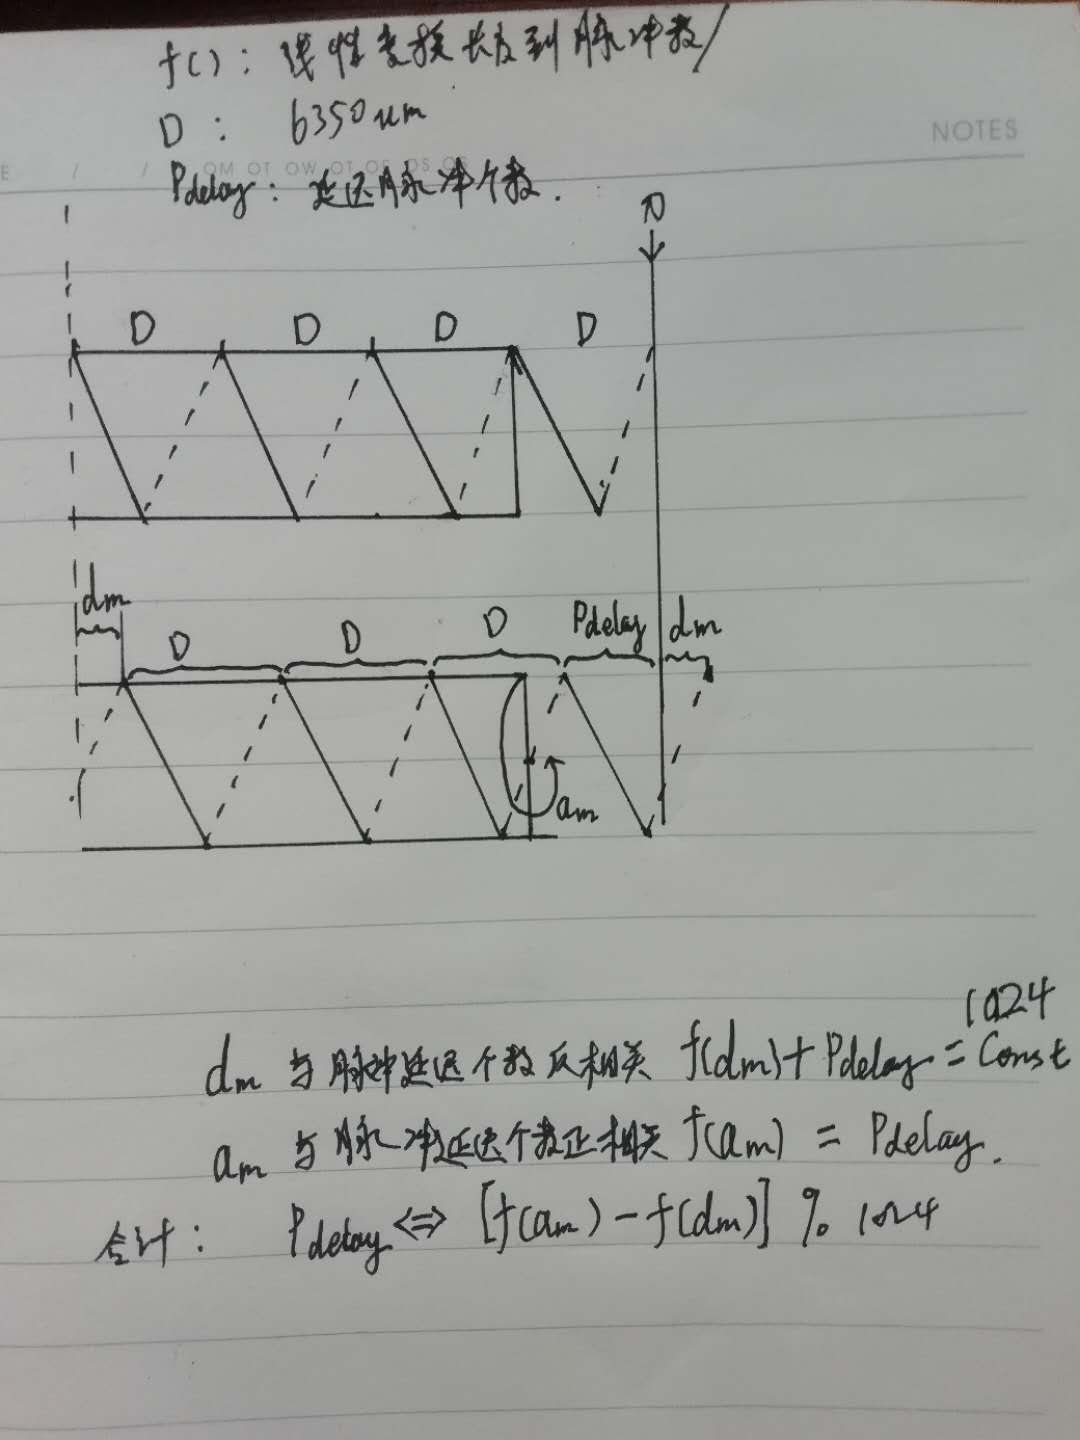 f( ): 线性变换长度到脉冲数/
D : 6350um
NOTES
Pdelay: 延迟脉冲个数.
D D D D
dm D D D Pdelay dm
am
1024
dm 与脉冲延迟个数反相关 f(dm)+Pdelay=Const
am 与脉冲延迟个数正相关 f(am) = Pdelay.
合计: Pdelay⇔ [f(am)-f(dm)] % 1024